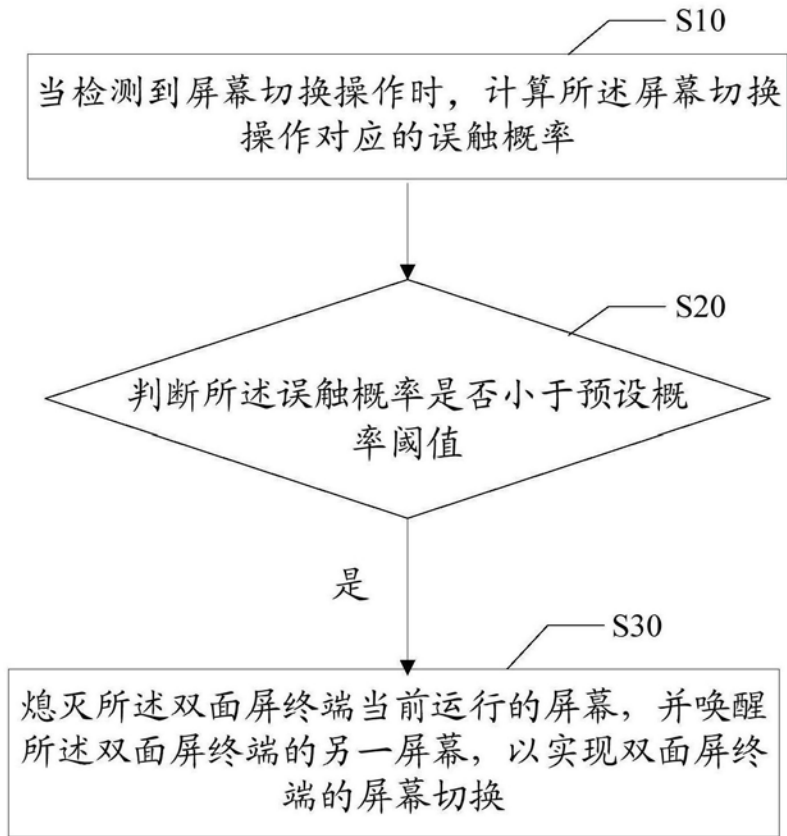 S10
当检测到屏幕切换操作时，计算所述屏幕切换
操作对应的误触概率
S20
判断所述误触概率是否小于预设概
率阈值
是
S30
熄灭所述双面屏终端当前运行的屏幕，并唤醒
所述双面屏终端的另一屏幕，以实现双面屏终
端的屏幕切换